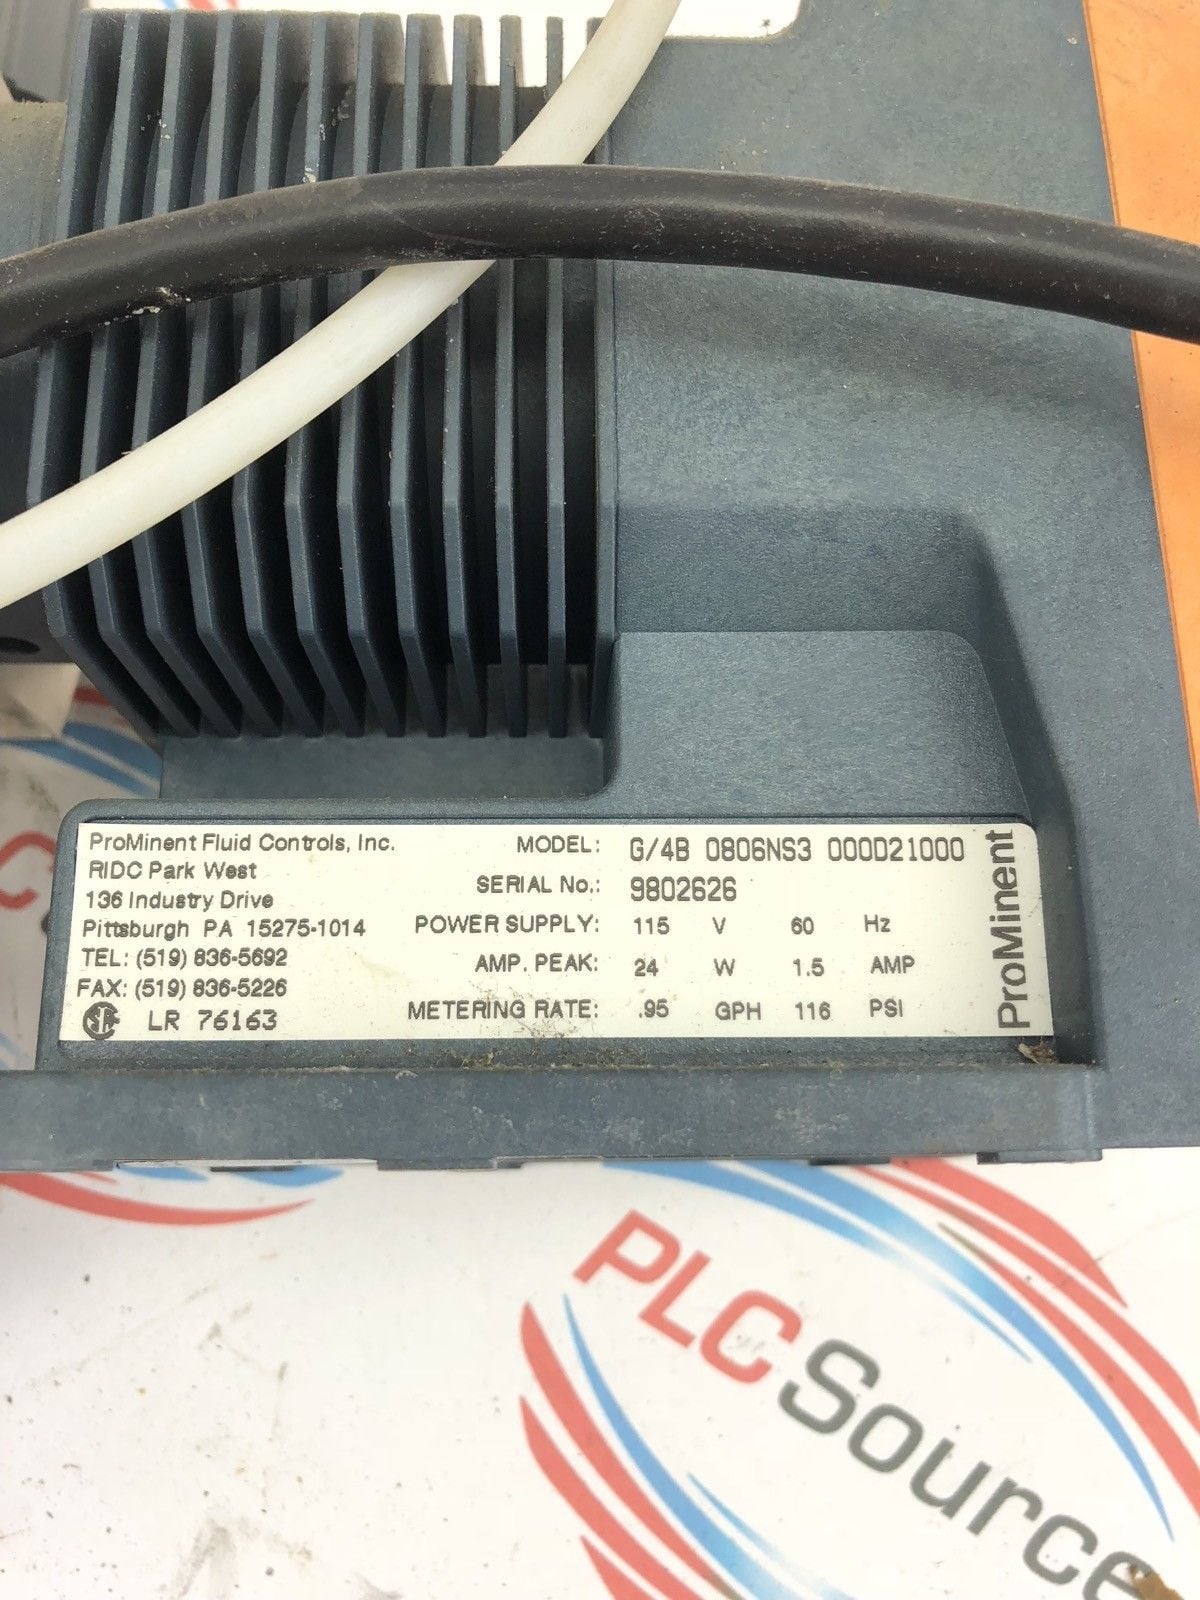 ProMinent Fluid Controls, Inc.
RIDC Park West
136 Industry Drive
Pittsburgh PA 15275-1014
TEL: (519) 836-5692
FAX: (519) 836-5226
LR 76163
MODEL: G/4B 0806NS3 000D21000
SERIAL No.: 9802626
POWER SUPPLY: 115 V 60 Hz
AMP. PEAK: 24 W 1.5 AMP
METERING RATE: .95 GPH 116 PSI
ProMinent
PLC Source